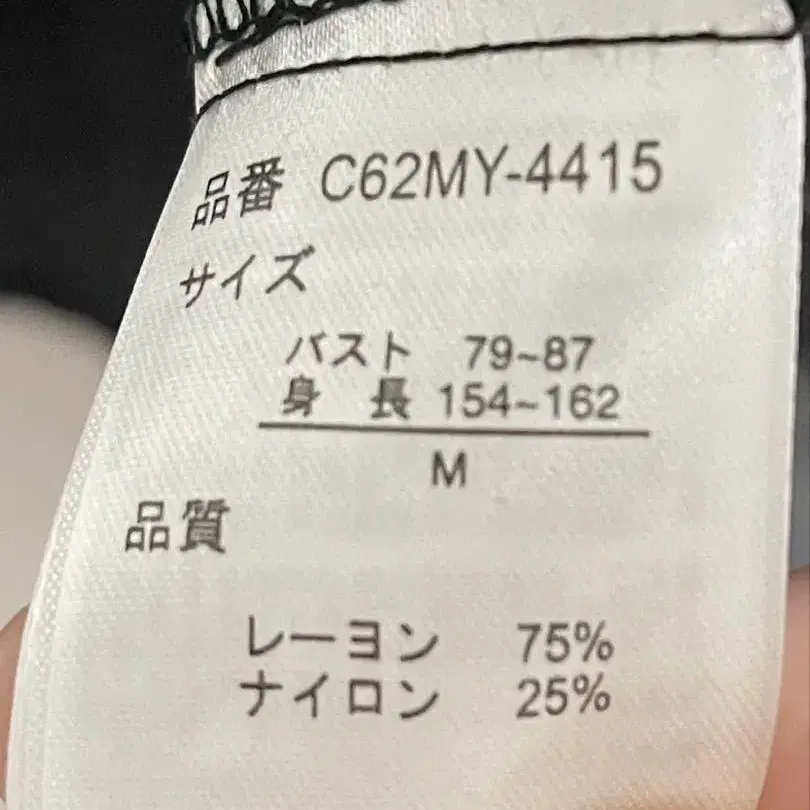 品番 C62MY-4415
サイズ
バスト 79~87
身 長 154~162
M
品質
レーヨン 75%
ナイロン 25%